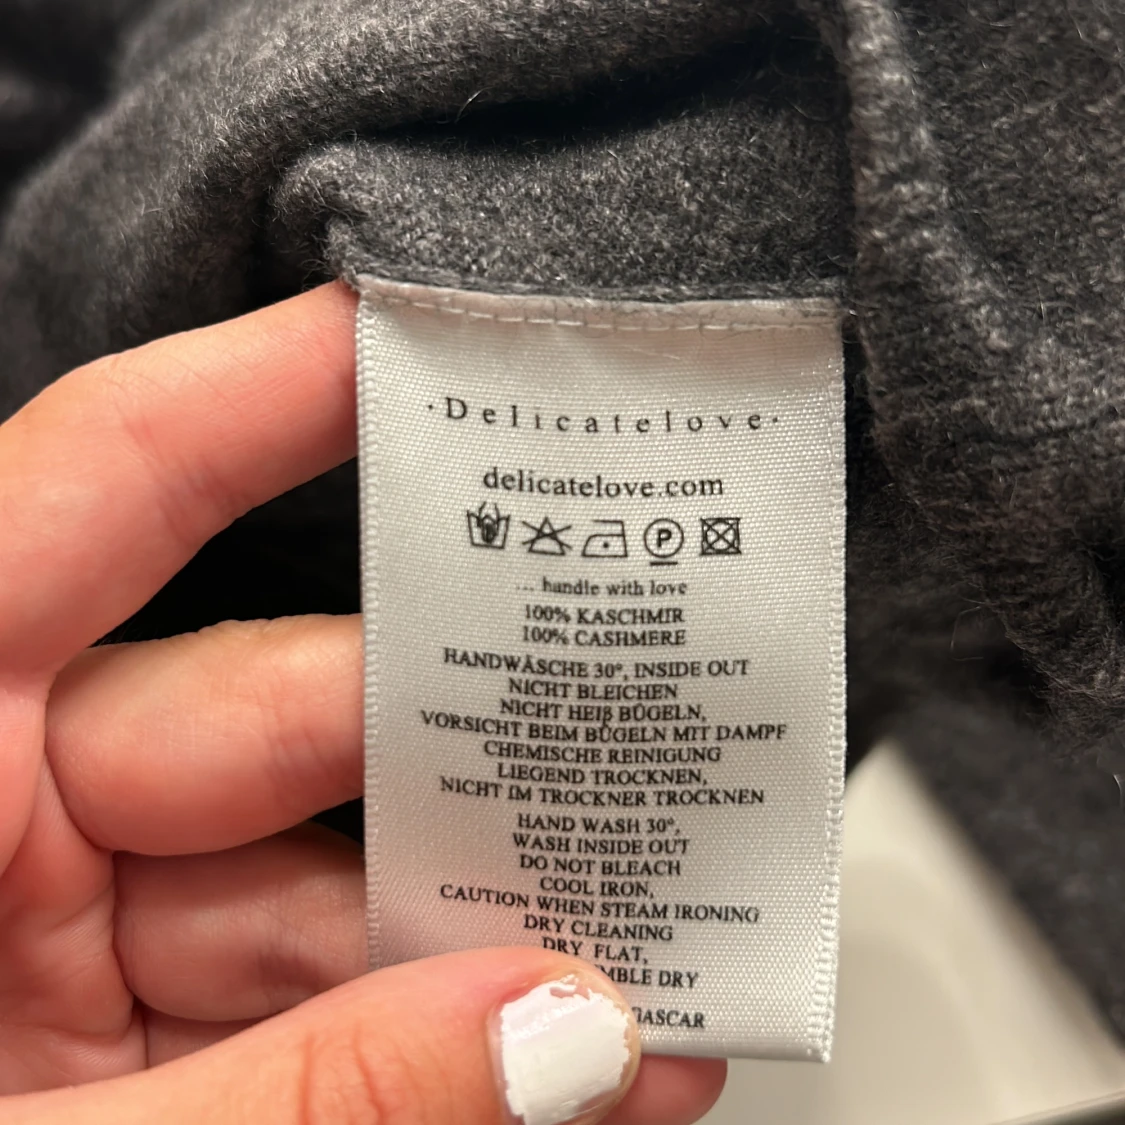 ·Delicatelove·
delicatelove.com
P
... handle with love
100% KASCHMIR
100% CASHMERE
HANDWÄSCHE 30°, INSIDE OUT
NICHT BLEICHEN
NICHT HEIß BÜGELN,
VORSICHT BEIM BÜGELN MIT DAMPF
CHEMISCHE REINIGUNG
LIEGEND TROCKNEN,
NICHT IM TROCKNER TROCKNEN
HAND WASH 30°,
WASH INSIDE OUT
DO NOT BLEACH
COOL IRON,
CAUTION WHEN STEAM IRONING
DRY CLEANING
DRY FLAT,
DRY